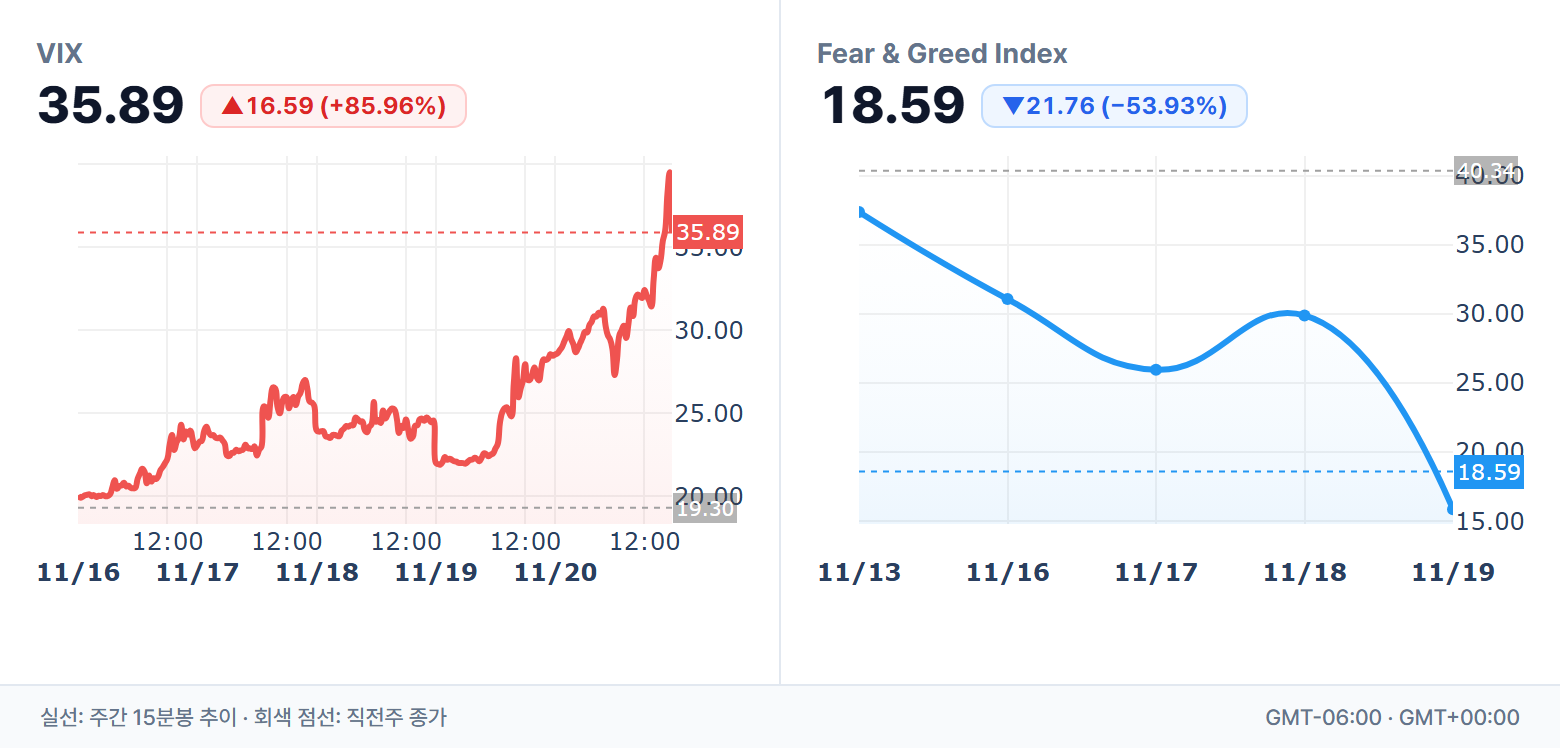 VIX
35.89 ▲16.59 (+85.96%)
35.89
35.00
30.00
25.00
20.00
19.30
12:00 12:00 12:00 12:00 12:00
11/16 11/17 11/18 11/19 11/20
Fear & Greed Index
18.59 ▼21.76 (−53.93%)
40.34
40.00
35.00
30.00
25.00
20.00
18.59
15.00
11/13 11/16 11/17 11/18 11/19
실선: 주간 15분봉 추이 · 회색 점선: 직전주 종가
GMT-06:00 · GMT+00:00